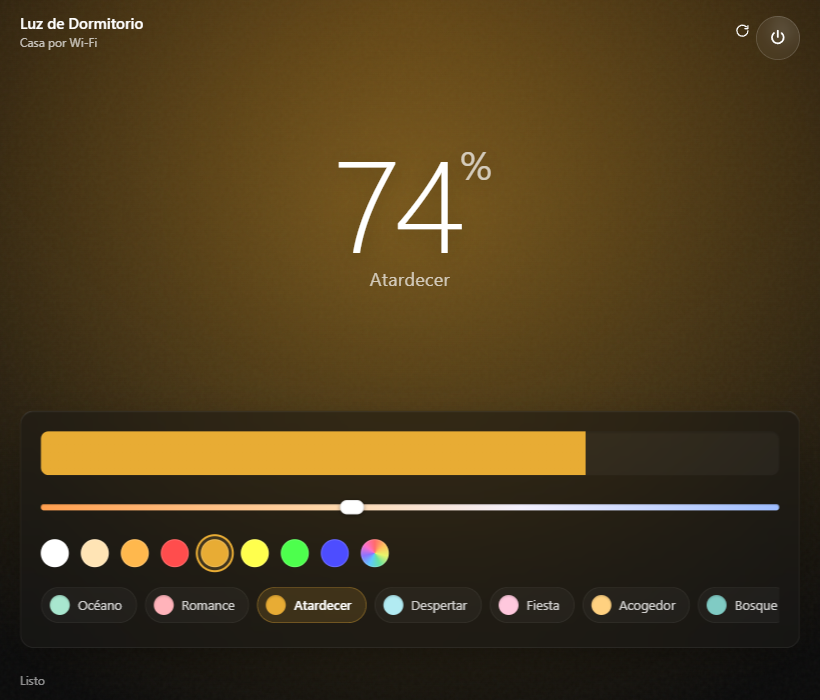 Luz de Dormitorio
Casa por Wi-Fi
74%
Atardecer
Océano Romance Atardecer Despertar Fiesta Acogedor Bosque
Listo